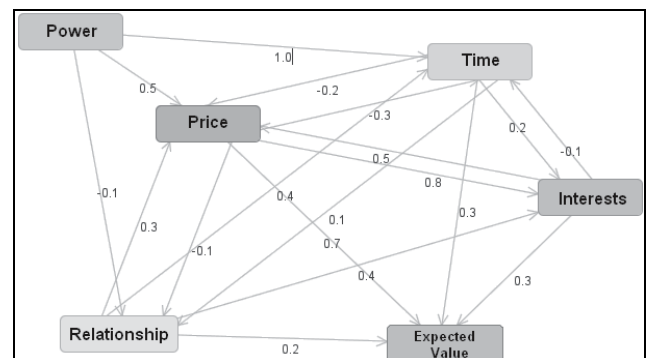 Power
1.0
Time
0.5
-0.2
Price
-0.3
0.2
-0.1
0.5
0.8
-0.1
0.4
Interests
0.3
0.1
0.3
-0.1
0.7
0.4
0.3
Relationship
0.2
Expected
Value